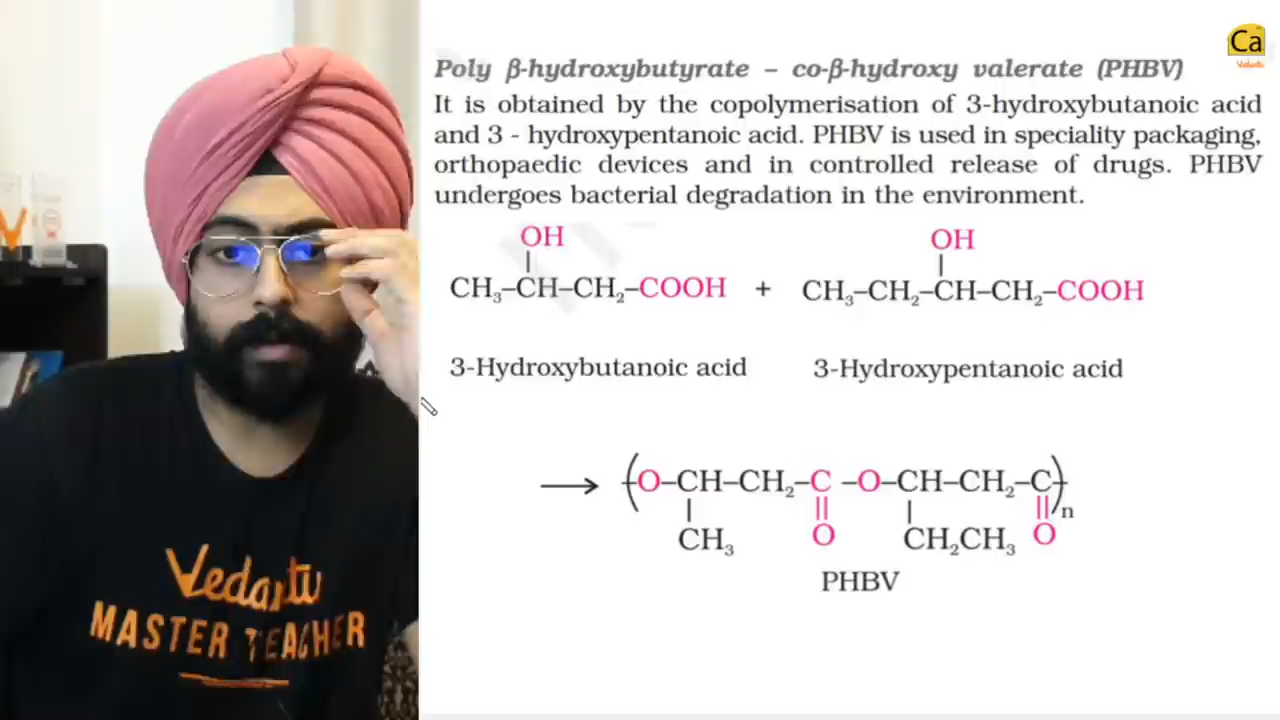 Ca
Vedantu
Poly β-hydroxybutyrate – co-β-hydroxy valerate (PHBV)
It is obtained by the copolymerisation of 3-hydroxybutanoic acid
and 3 - hydroxypentanoic acid. PHBV is used in speciality packaging,
orthopaedic devices and in controlled release of drugs. PHBV
undergoes bacterial degradation in the environment.
OH OH
CH₃–CH–CH₂–COOH + CH₃–CH₂–CH–CH₂–COOH
3-Hydroxybutanoic acid 3-Hydroxypentanoic acid
⟶ (O–CH–CH₂–C–O–CH–CH₂–C)n
CH₃ O CH₂CH₃ O
PHBV
Vedantu
MASTER TEACHER